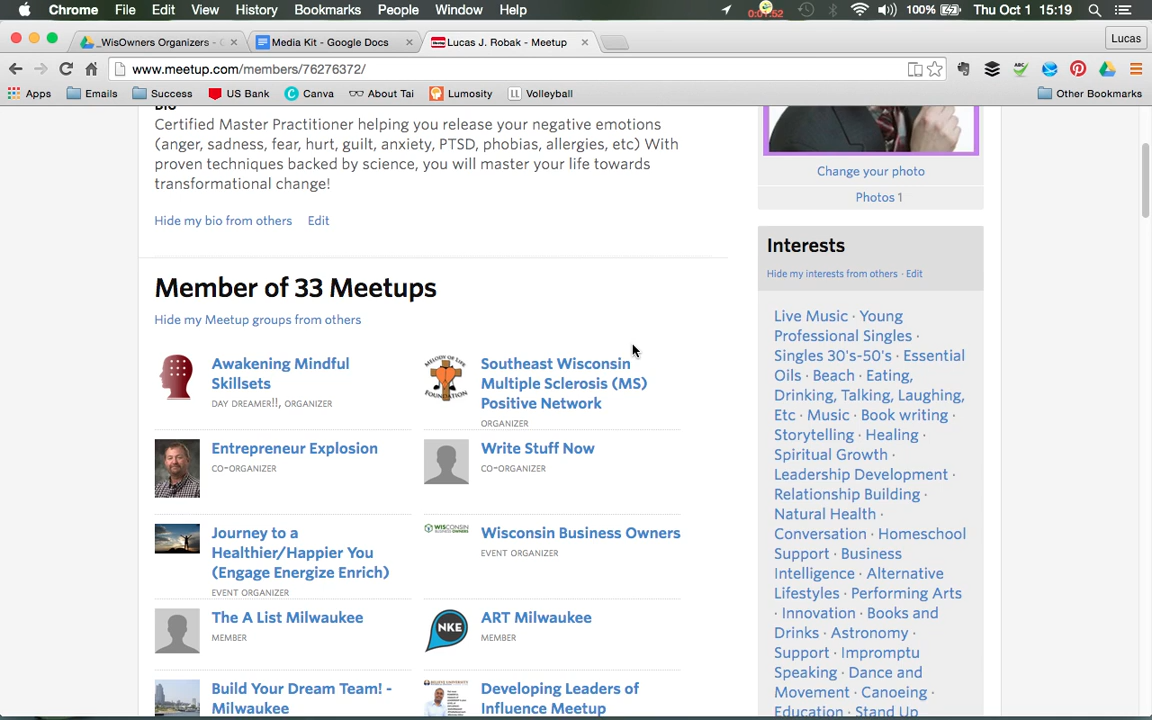 Chrome File Edit View History Bookmarks People Window Help 0:01:52 100% Thu Oct 1 15:19
_WisOwners Organizers - Media Kit - Google Docs Lucas J. Robak - Meetup Lucas
www.meetup.com/members/76276372/
Apps Emails Success US Bank Canva About Tai Lumosity Volleyball Other Bookmarks
Bio
Certified Master Practitioner helping you release your negative emotions
(anger, sadness, fear, hurt, guilt, anxiety, PTSD, phobias, allergies, etc) With
proven techniques backed by science, you will master your life towards
transformational change!
Hide my bio from others Edit
Member of 33 Meetups
Hide my Meetup groups from others
Awakening Mindful
Skillsets
DAY DREAMER!!, ORGANIZER
Southeast Wisconsin
Multiple Sclerosis (MS)
Positive Network
ORGANIZER
Entrepreneur Explosion
CO-ORGANIZER
Write Stuff Now
CO-ORGANIZER
Journey to a
Healthier/Happier You
(Engage Energize Enrich)
EVENT ORGANIZER
Wisconsin Business Owners
EVENT ORGANIZER
The A List Milwaukee
MEMBER
NKE
ART Milwaukee
MEMBER
Build Your Dream Team! -
Milwaukee
Developing Leaders of
Influence Meetup
Change your photo
Photos 1
Interests
Hide my interests from others · Edit
Live Music · Young
Professional Singles ·
Singles 30's-50's · Essential
Oils · Beach · Eating,
Drinking, Talking, Laughing,
Etc · Music · Book writing ·
Storytelling · Healing ·
Spiritual Growth ·
Leadership Development ·
Relationship Building ·
Natural Health ·
Conversation · Homeschool
Support · Business
Intelligence · Alternative
Lifestyles · Performing Arts
· Innovation · Books and
Drinks · Astronomy ·
Support · Impromptu
Speaking · Dance and
Movement · Canoeing ·
Education · Stand Up